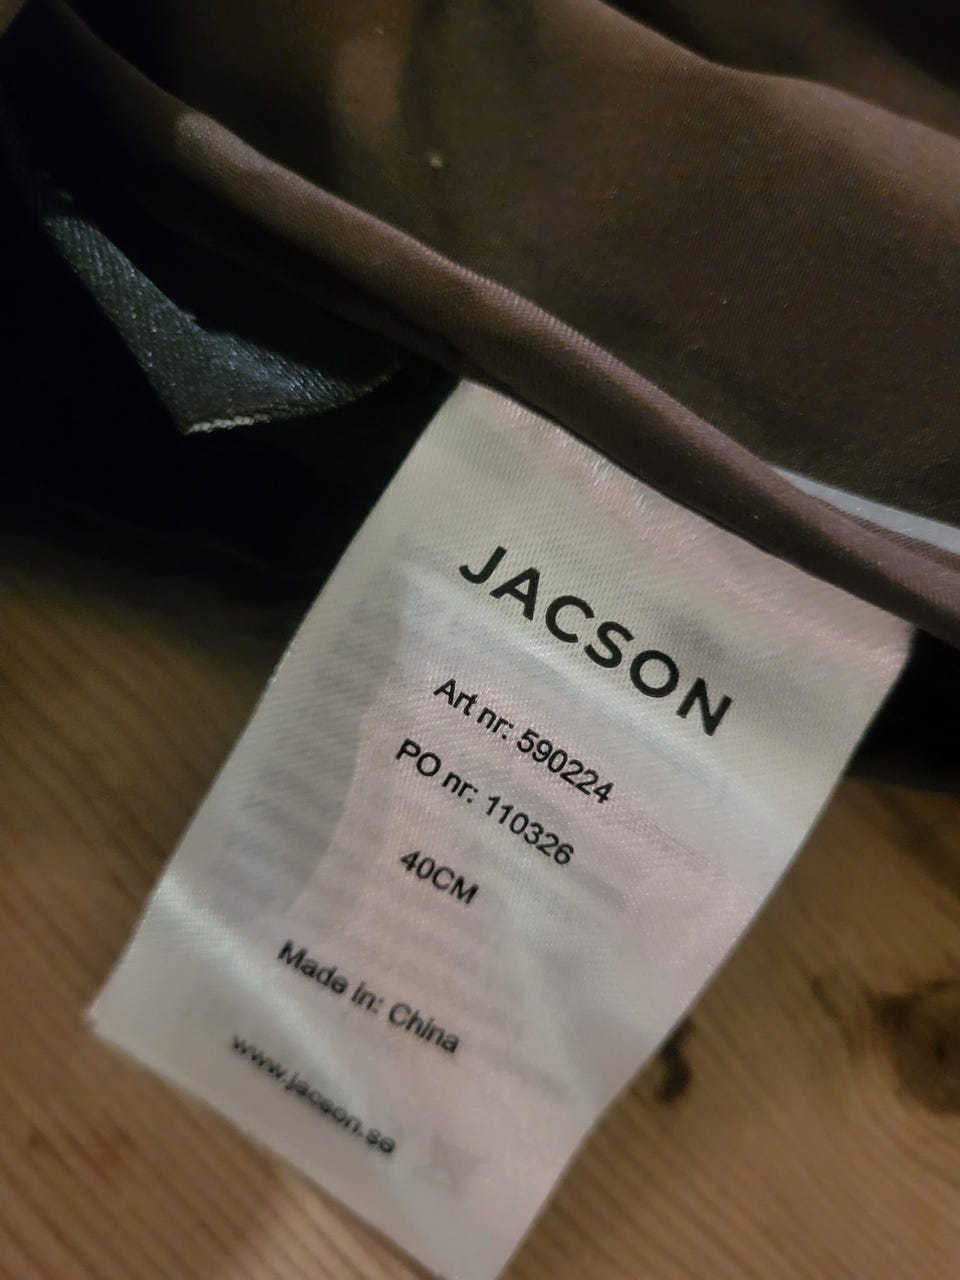 JACSON
Art nr: 590224
PO nr: 110326
40CM
Made in: China
www.jacson.se